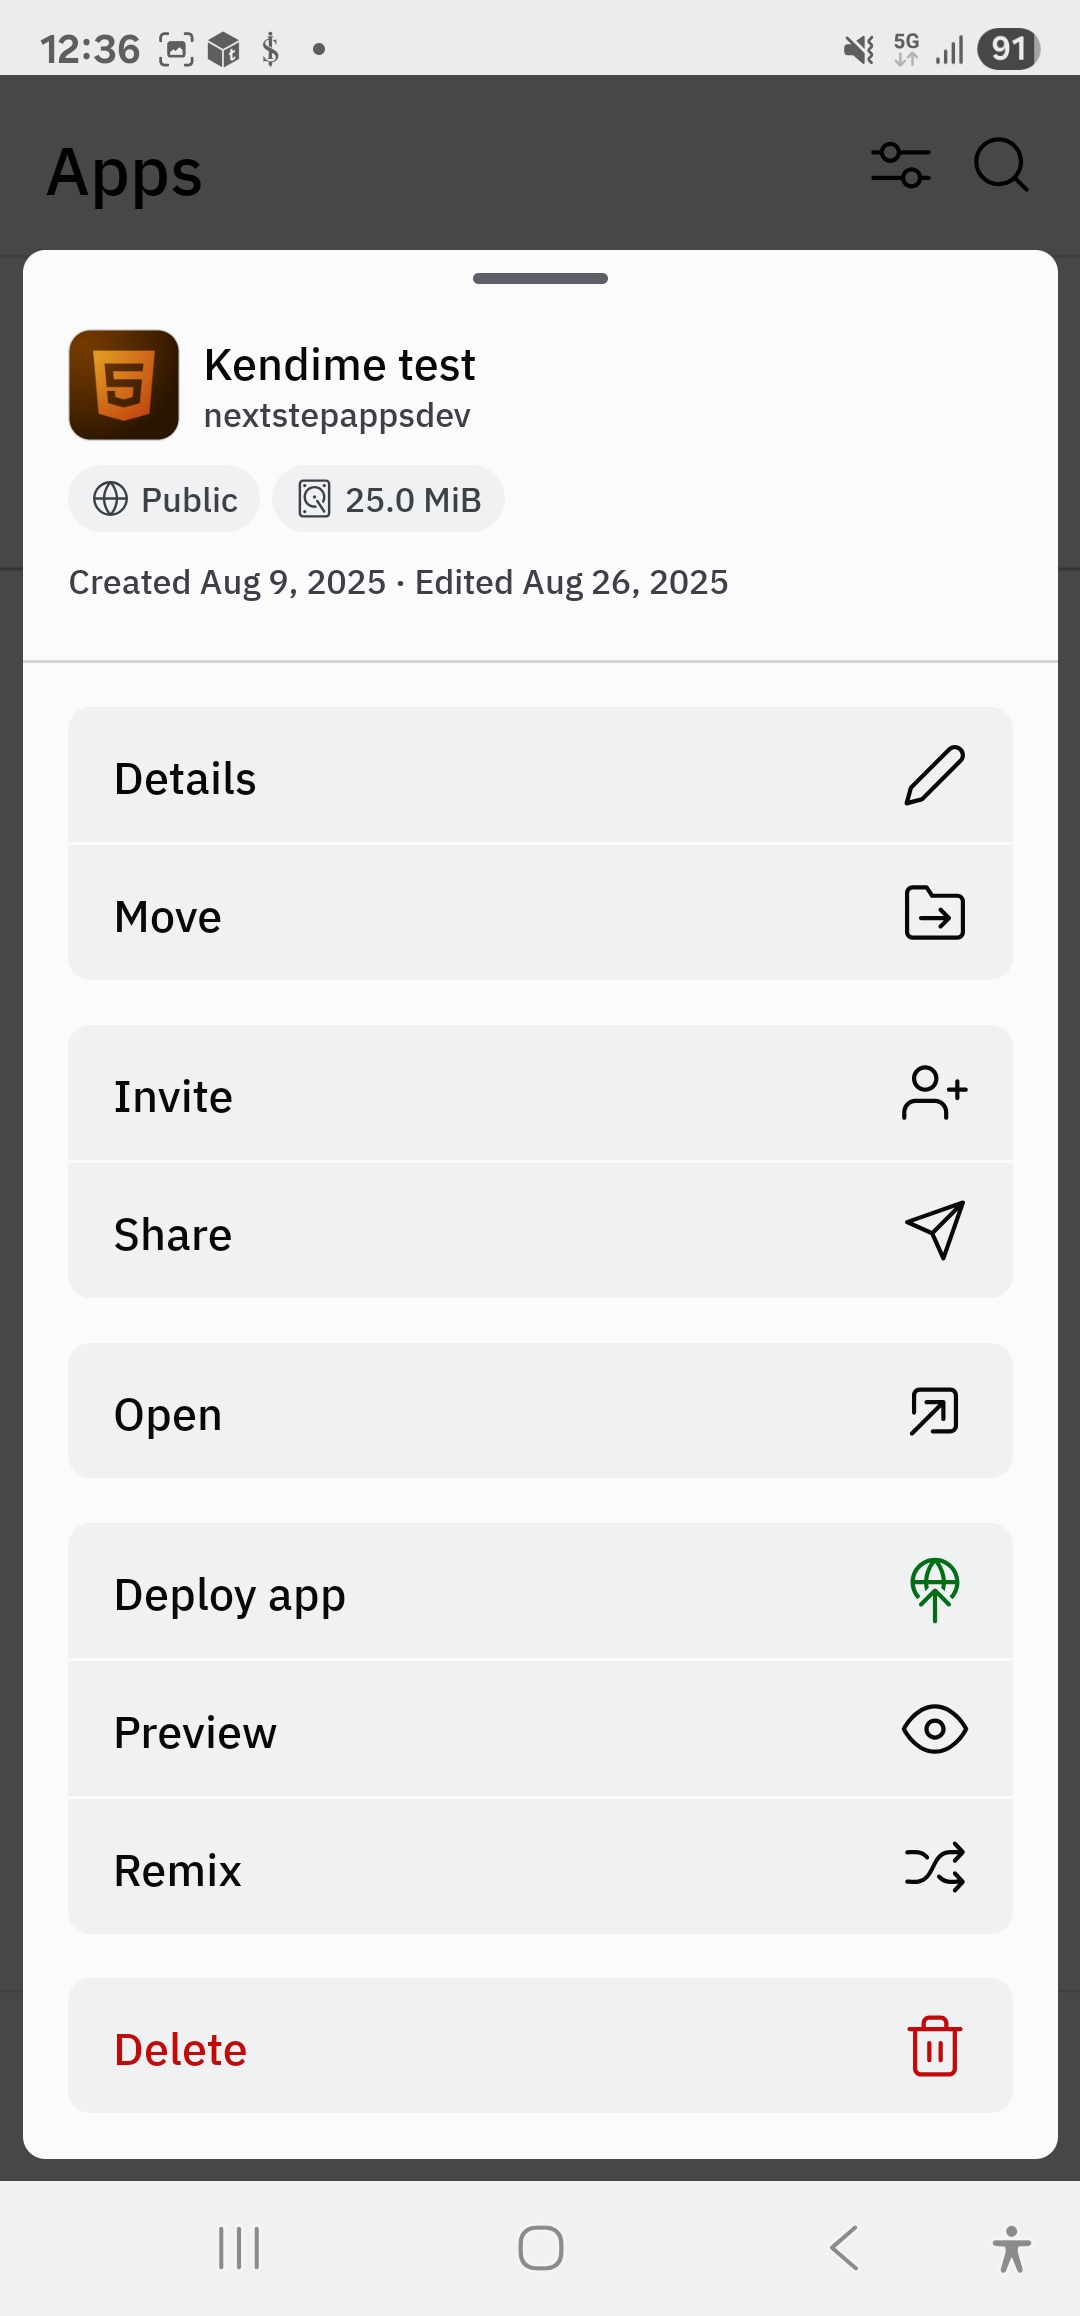 12:36
5G
91
Apps
Kendime test
nextstepappsdev
Public
25.0 MiB
Created Aug 9, 2025 · Edited Aug 26, 2025
Details
Move
Invite
Share
Open
Deploy app
Preview
Remix
Delete